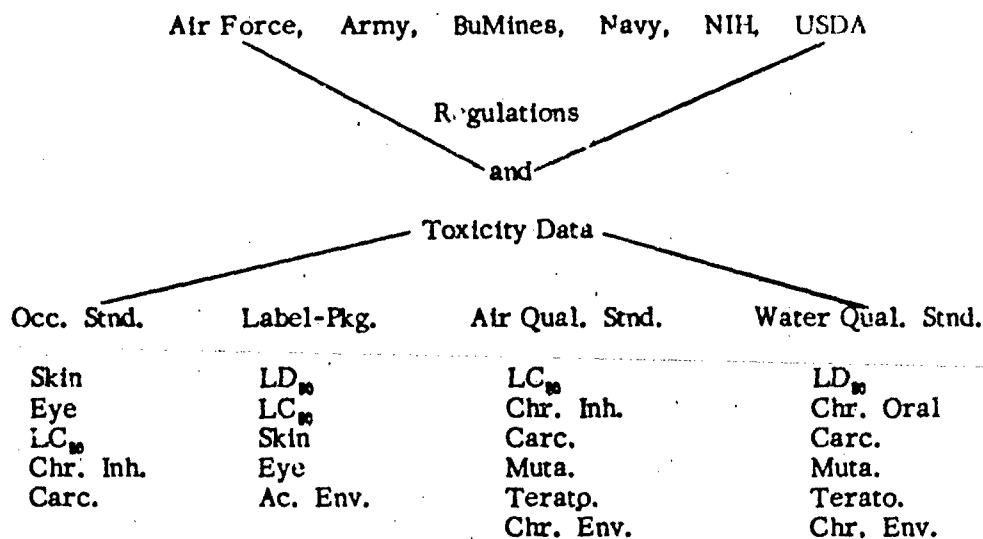 Air Force, Army, BuMines, Navy, NIH, USDA
Regulations
and
Toxicity Data
Occ. Stnd. Label-Pkg. Air Qual. Stnd. Water Qual. Stnd.
Skin LD₅₀ LC₅₀ LD₅₀
Eye LC₅₀ Chr. Inh. Chr. Oral
LC₅₀ Skin Carc. Carc.
Chr. Inh. Eye Muta. Muta.
Carc. Ac. Env. Terato. Terato.
Chr. Env. Chr. Env.